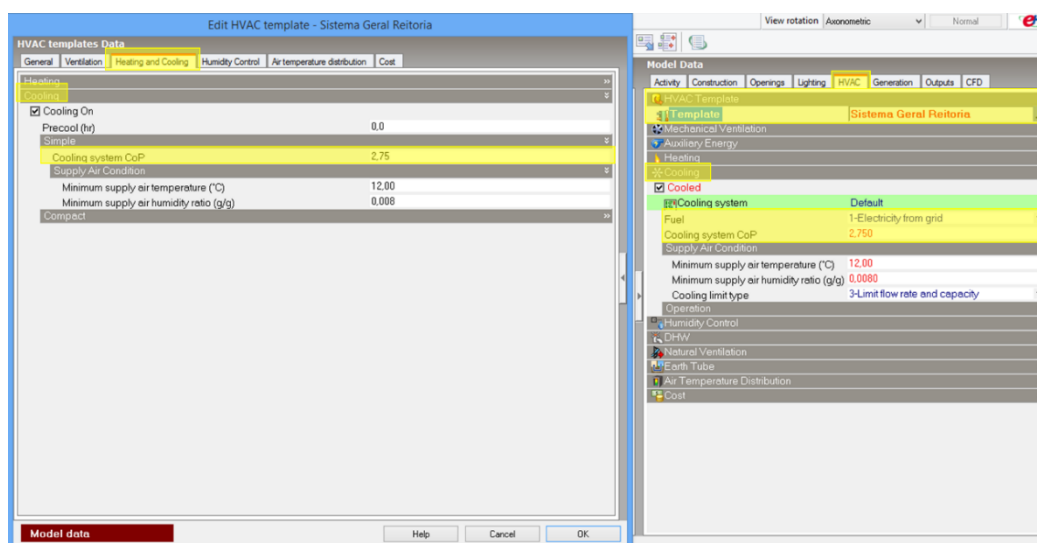 Edit HVAC template - Sistema Geral Reitoria
HVAC templates Data
General Ventilation Heating and Cooling Humidity Control Air temperature distribution Cost
Heating
Cooling
Cooling On
Precool (hr) 0,0
Simple
Cooling system CoP 2,75
Supply Air Condition
Minimum supply air temperature (°C) 12,00
Minimum supply air humidity ratio (g/g) 0,008
Compact
Model data Help Cancel OK
View rotation Axonometric Normal
Model Data
Activity Construction Openings Lighting HVAC Generation Outputs CFD
HVAC Template
Template Sistema Geral Reitoria
Mechanical Ventilation
Auxiliary Energy
Heating
Cooling
Cooled
Cooling system Default
Fuel 1-Electricity from grid
Cooling system CoP 2,750
Supply Air Condition
Minimum supply air temperature (°C) 12,00
Minimum supply air humidity ratio (g/g) 0,0080
Cooling limit type 3-Limit flow rate and capacity
Operation
Humidity Control
DHW
Natural Ventilation
Earth Tube
Air Temperature Distribution
Cost